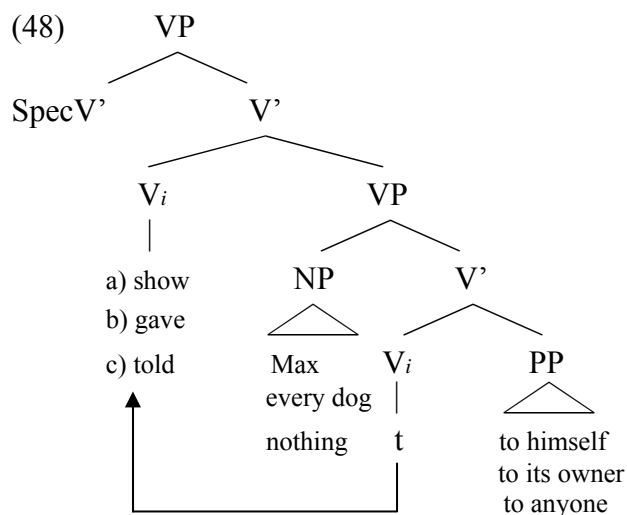 (48) VP
SpecV’ V’
Vi VP
a) show NP V’
b) gave
c) told Max Vi PP
every dog
nothing t to himself
to its owner
to anyone